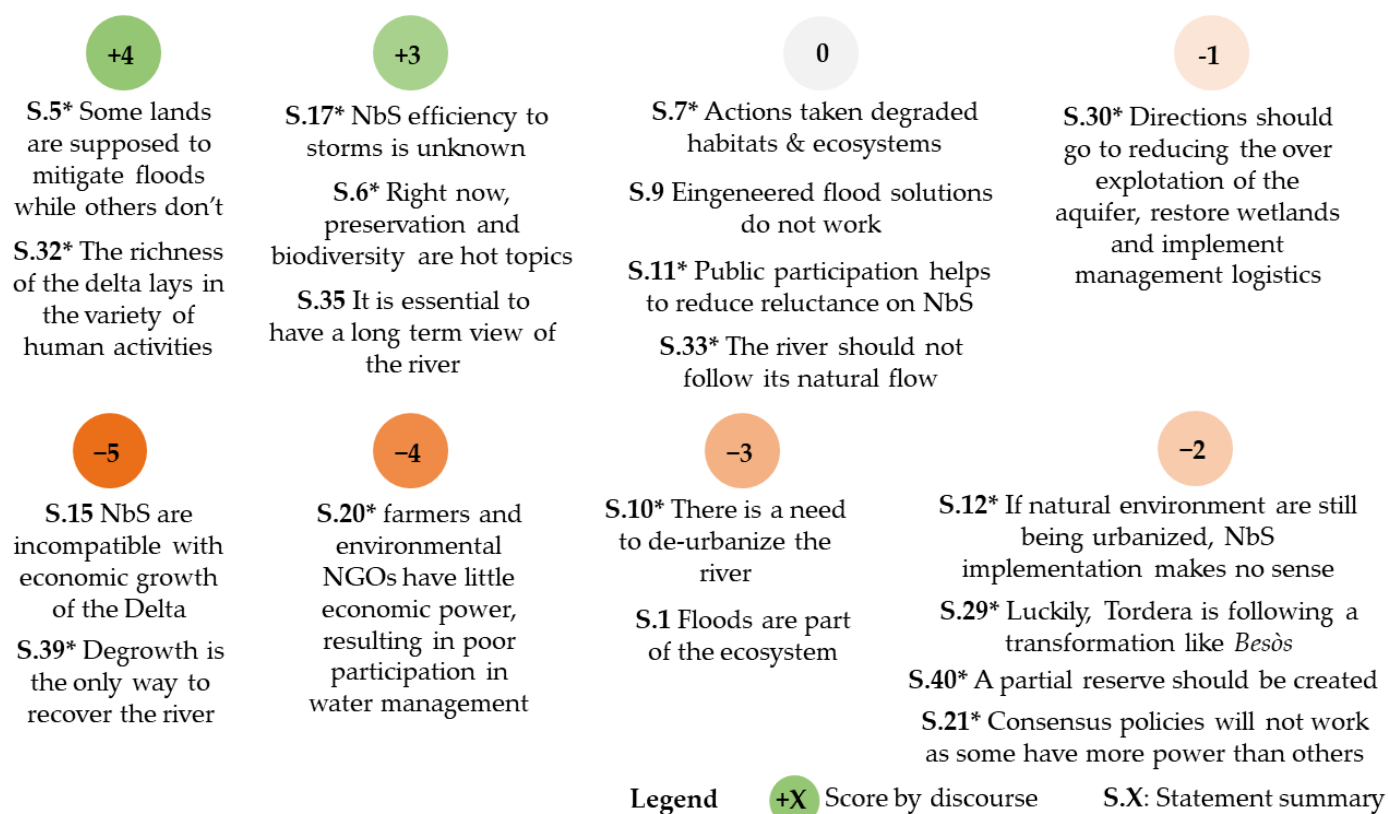 +4
S.5* Some lands
are supposed to
mitigate floods
while others don't
S.32* The richness
of the delta lays in
the variety of
human activities
+3
S.17* NbS efficiency to
storms is unknown
S.6* Right now,
preservation and
biodiversity are hot topics
S.35 It is essential to
have a long term view of
the river
0
S.7* Actions taken degraded
habitats & ecosystems
S.9 Eingeneered flood solutions
do not work
S.11* Public participation helps
to reduce reluctance on NbS
S.33* The river should not
follow its natural flow
-1
S.30* Directions should
go to reducing the over
explotation of the
aquifer, restore wetlands
and implement
management logistics
−5
S.15 NbS are
incompatible with
economic growth
of the Delta
S.39* Degrowth is
the only way to
recover the river
−4
S.20* farmers and
environmental
NGOs have little
economic power,
resulting in poor
participation in
water management
−3
S.10* There is a need
to de-urbanize the
river
S.1 Floods are part
of the ecosystem
−2
S.12* If natural environment are still
being urbanized, NbS
implementation makes no sense
S.29* Luckily, Tordera is following a
transformation like Besòs
S.40* A partial reserve should be created
S.21* Consensus policies will not work
as some have more power than others
Legend +X Score by discourse S.X: Statement summary